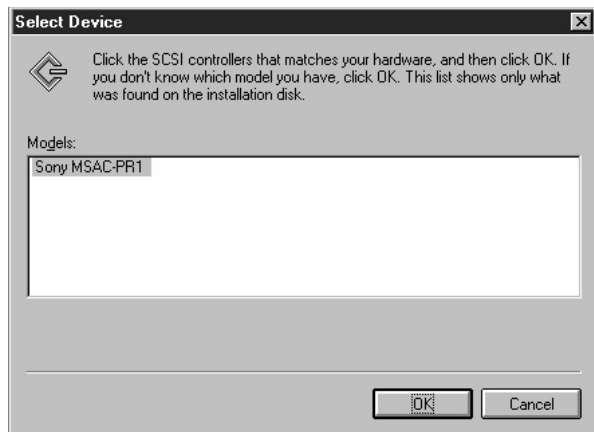 Select Device
Click the SCSI controllers that matches your hardware, and then click OK. If
you don't know which model you have, click OK. This list shows only what
was found on the installation disk.
Models:
Sony MSAC-PR1
OK
Cancel